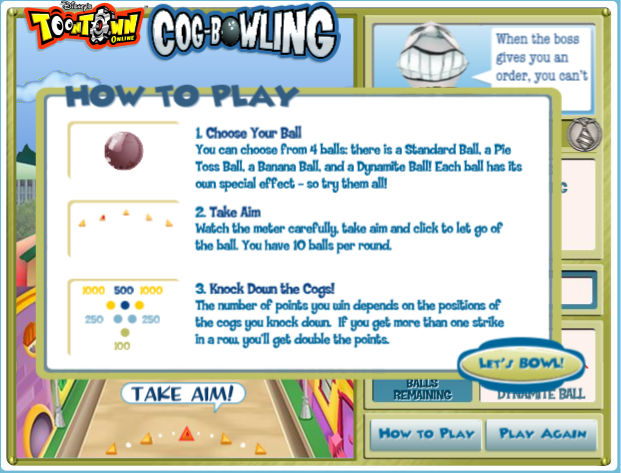 Disney's
TOONTOWN
ONLINE
COG-BOWLING
When the boss
gives you an
order, you can't
HOW TO PLAY
1. Choose Your Ball
You can choose from 4 balls: there is a Standard Ball, a Pie
Toss Ball, a Banana Ball, and a Dynamite Ball! Each ball has its
own special effect - so try them all!
2. Take Aim
Watch the meter carefully, take aim and click to let go of
the ball. You have 10 balls per round.
1000 500 1000
250 250
100
3. Knock Down the Cogs!
The number of points you win depends on the positions of
the cogs you knock down. If you get more than one strike
in a row, you'll get double the points.
LET'S BOWL!
TAKE AIM!
BALLS
REMAINING
DYNAMITE BALL
HOW TO PLAY
PLAY AGAIN